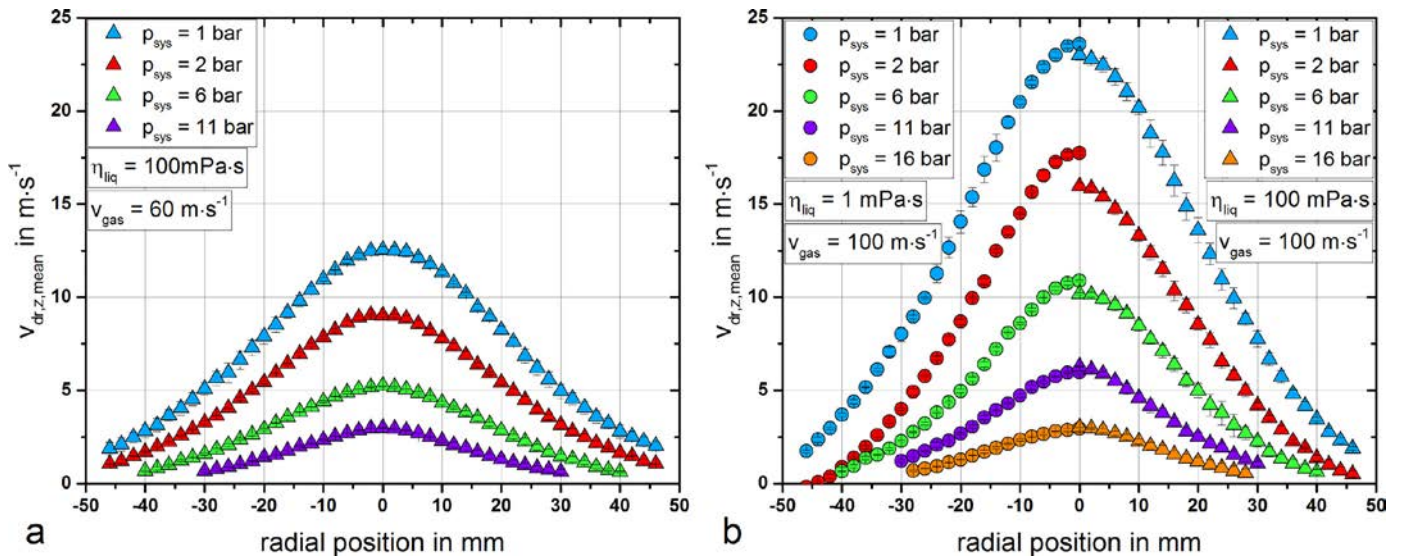 25
20
15
10
5
0
v_dr,z,mean in m·s⁻¹
p_sys = 1 bar
p_sys = 2 bar
p_sys = 6 bar
p_sys = 11 bar
η_liq = 100mPa·s
v_gas = 60 m·s⁻¹
-50 -40 -30 -20 -10 0 10 20 30 40 50
radial position in mm
a
25
20
15
10
5
0
v_dr,z,mean in m·s⁻¹
p_sys = 1 bar
p_sys = 2 bar
p_sys = 6 bar
p_sys = 11 bar
p_sys = 16 bar
η_liq = 1 mPa·s
v_gas = 100 m·s⁻¹
p_sys = 1 bar
p_sys = 2 bar
p_sys = 6 bar
p_sys = 11 bar
p_sys = 16 bar
η_liq = 100 mPa·s
v_gas = 100 m·s⁻¹
-50 -40 -30 -20 -10 0 10 20 30 40 50
radial position in mm
b